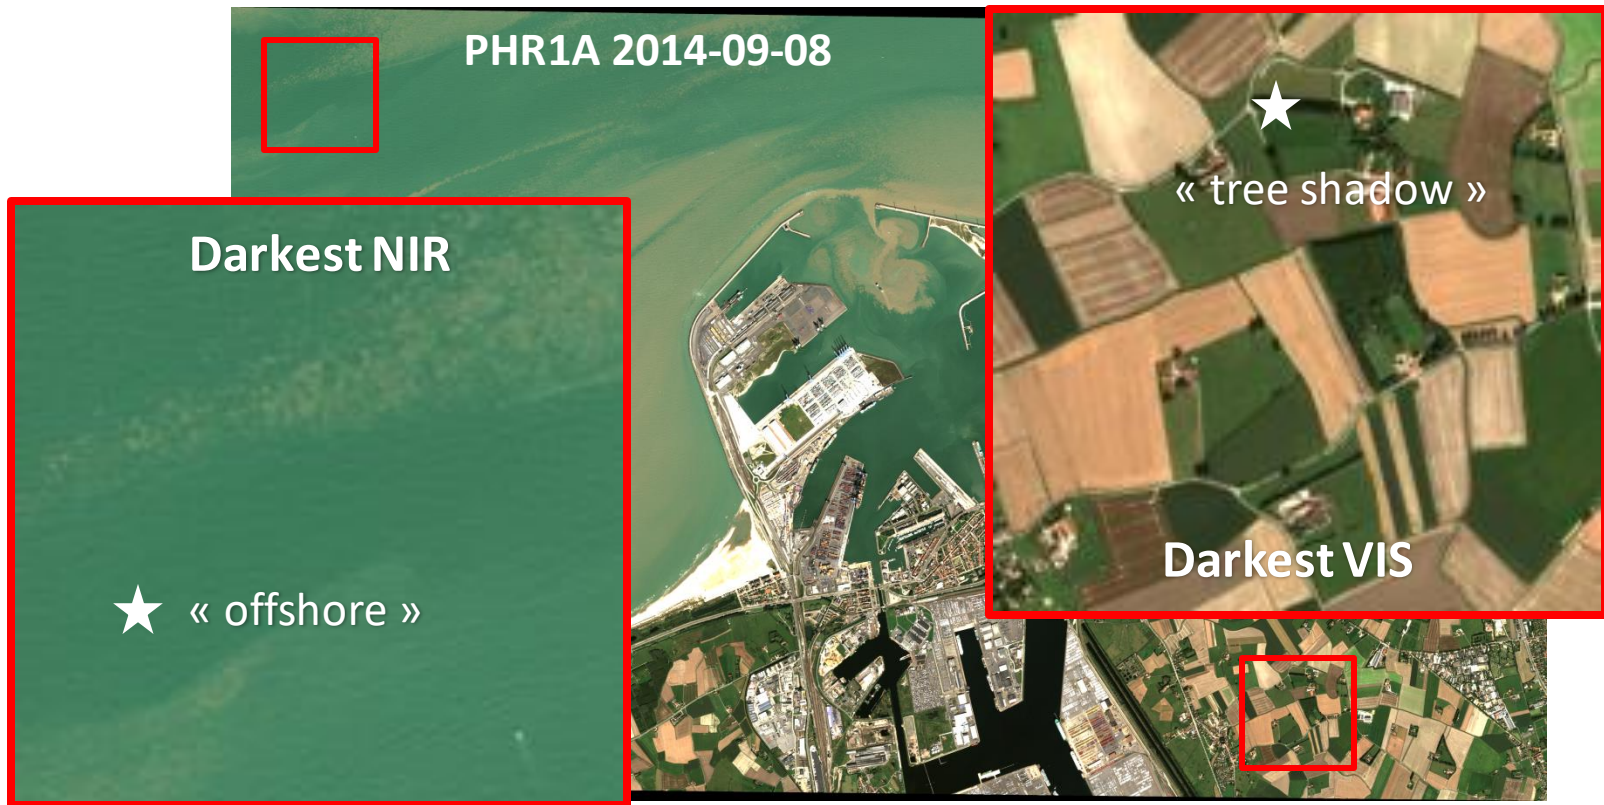 PHR1A 2014-09-08
Darkest NIR
« offshore »
« tree shadow »
Darkest VIS